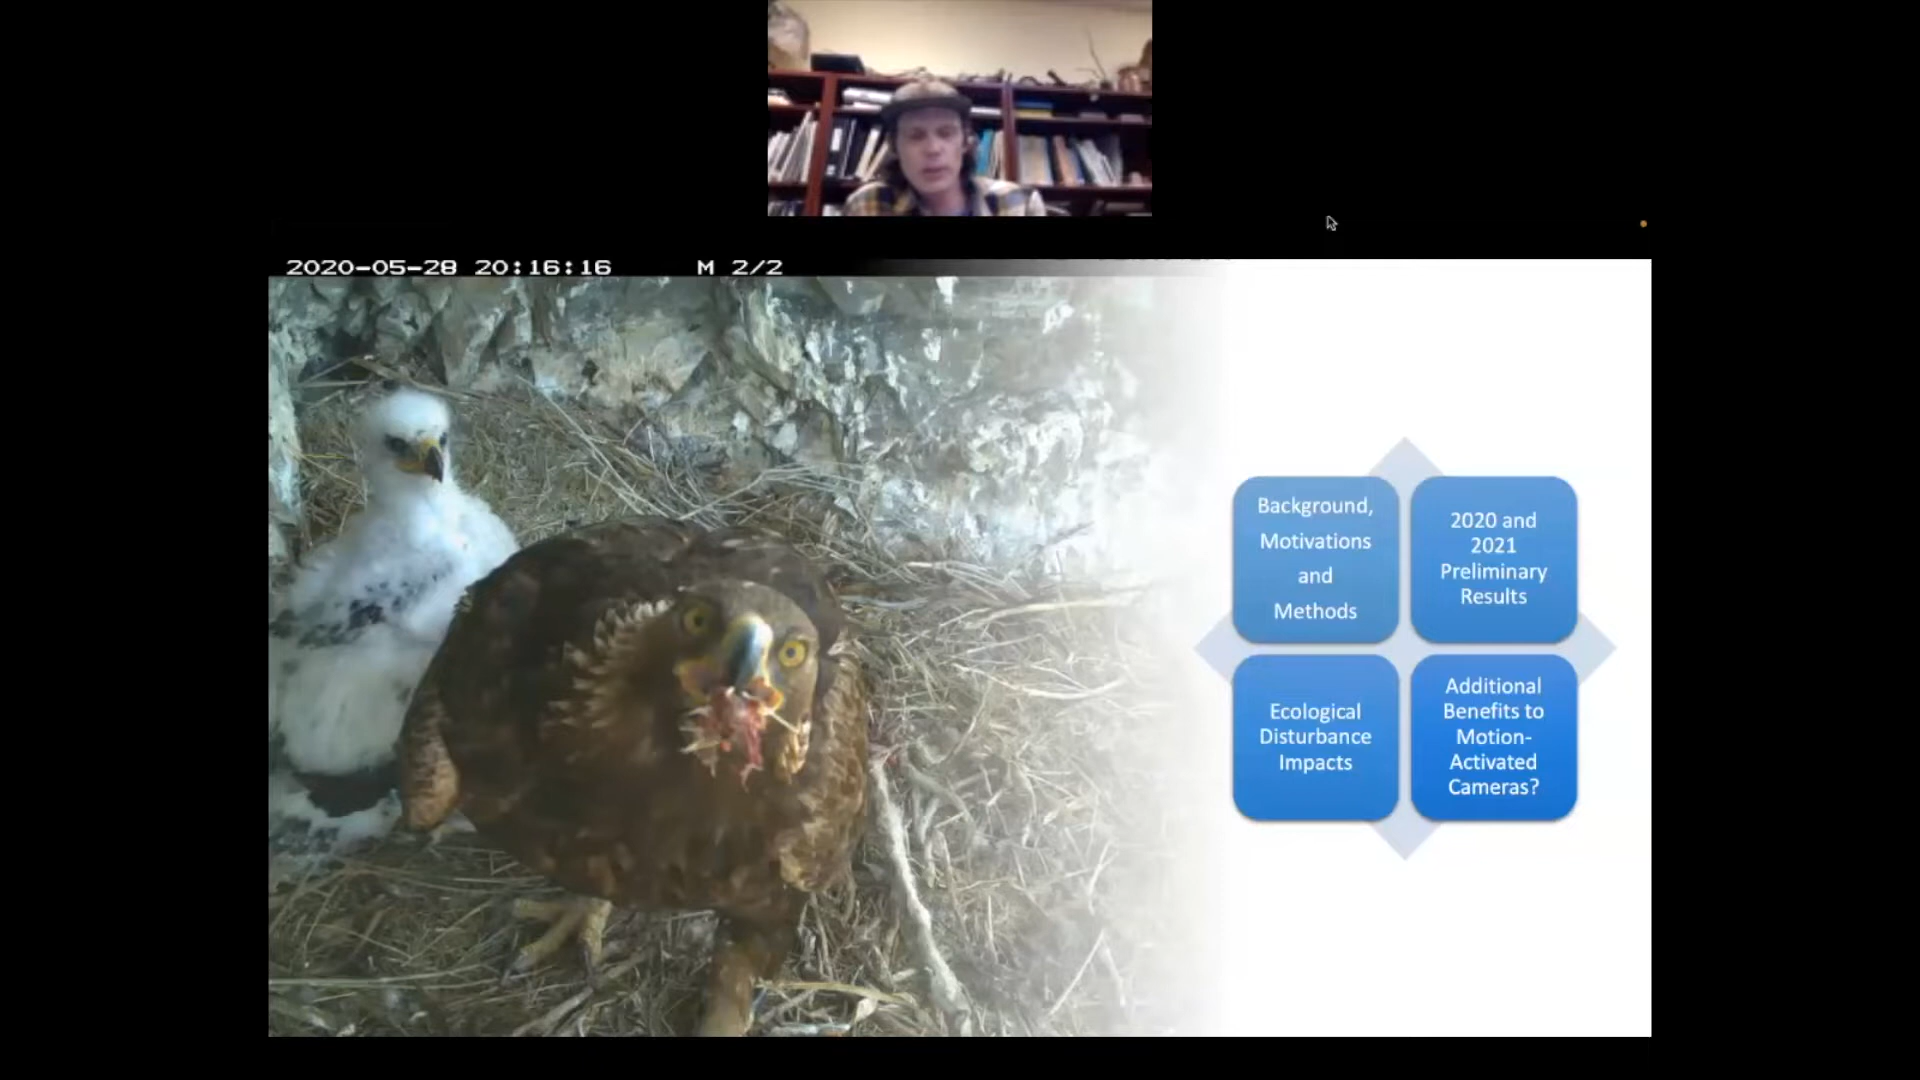 2020-05-28 20:16:16 M 2/2
Background,
Motivations
and
Methods
2020 and
2021
Preliminary
Results
Ecological
Disturbance
Impacts
Additional
Benefits to
Motion-
Activated
Cameras?